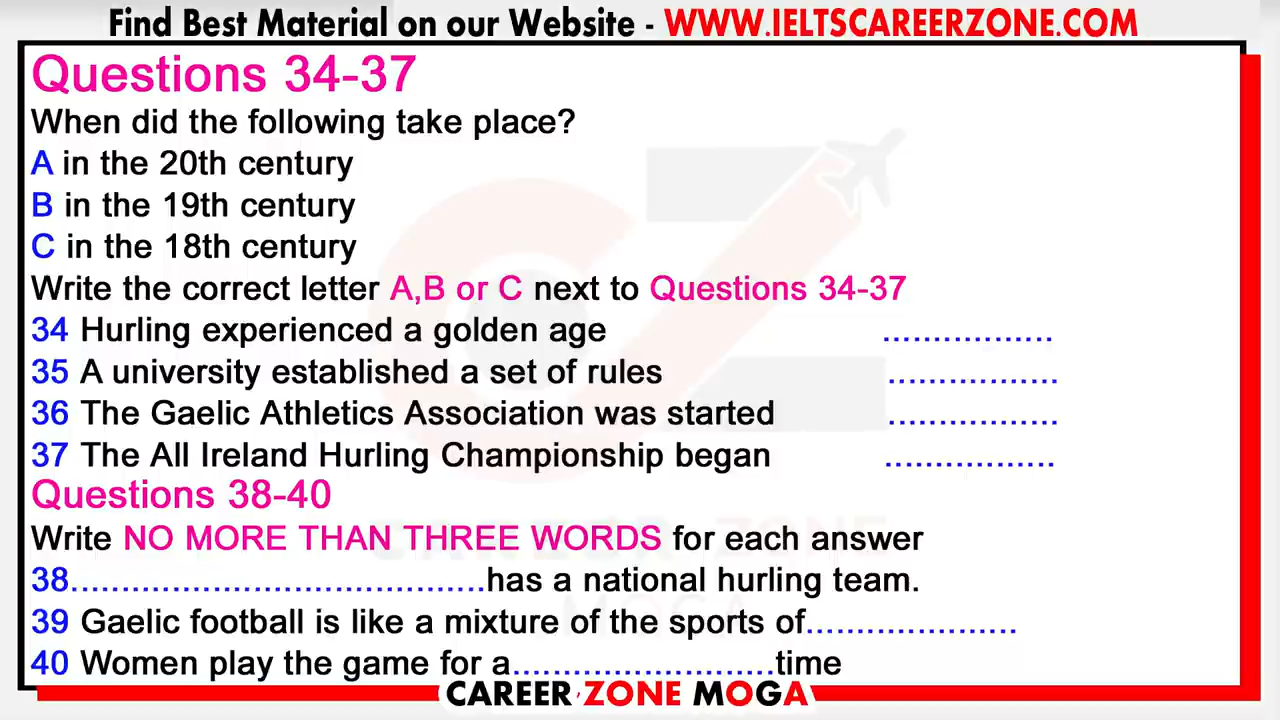 Find Best Material on our Website - WWW.IELTSCAREERZONE.COM
Questions 34-37
When did the following take place?
A in the 20th century
B in the 19th century
C in the 18th century
Write the correct letter A,B or C next to Questions 34-37
34 Hurling experienced a golden age .................
35 A university established a set of rules .................
36 The Gaelic Athletics Association was started .................
37 The All Ireland Hurling Championship began .................
Questions 38-40
Write NO MORE THAN THREE WORDS for each answer
38.........................................has a national hurling team.
39 Gaelic football is like a mixture of the sports of.....................
40 Women play the game for a..........................time
CAREER ZONE MOGA